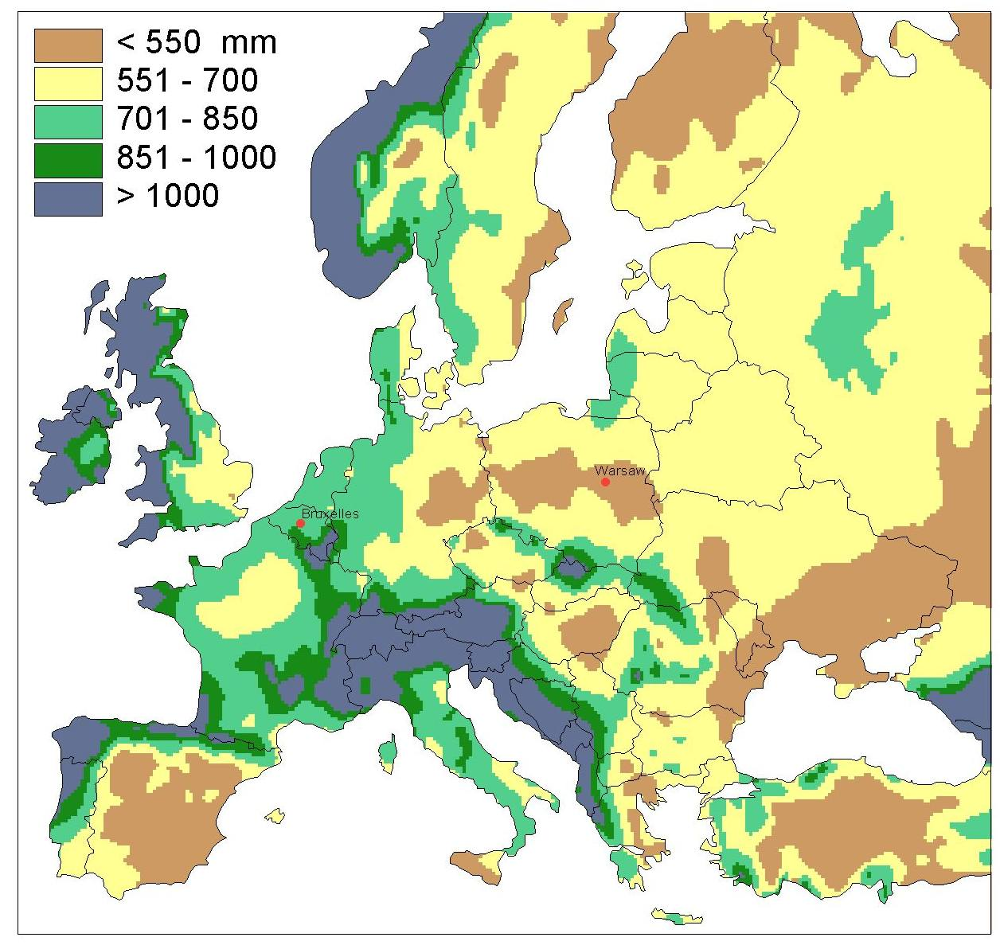 < 550 mm
551 - 700
701 - 850
851 - 1000
> 1000
Warsaw
Bruxelles